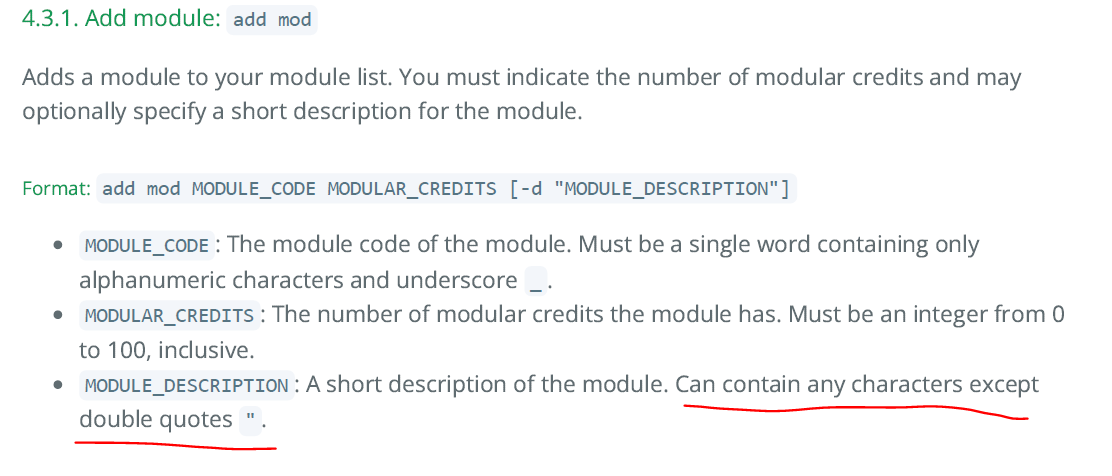 4.3.1. Add module: add mod
Adds a module to your module list. You must indicate the number of modular credits and may
optionally specify a short description for the module.
Format: add mod MODULE_CODE MODULAR_CREDITS [-d "MODULE_DESCRIPTION"]
• MODULE_CODE: The module code of the module. Must be a single word containing only
alphanumeric characters and underscore _.
• MODULAR_CREDITS: The number of modular credits the module has. Must be an integer from 0
to 100, inclusive.
• MODULE_DESCRIPTION: A short description of the module. Can contain any characters except
double quotes ".